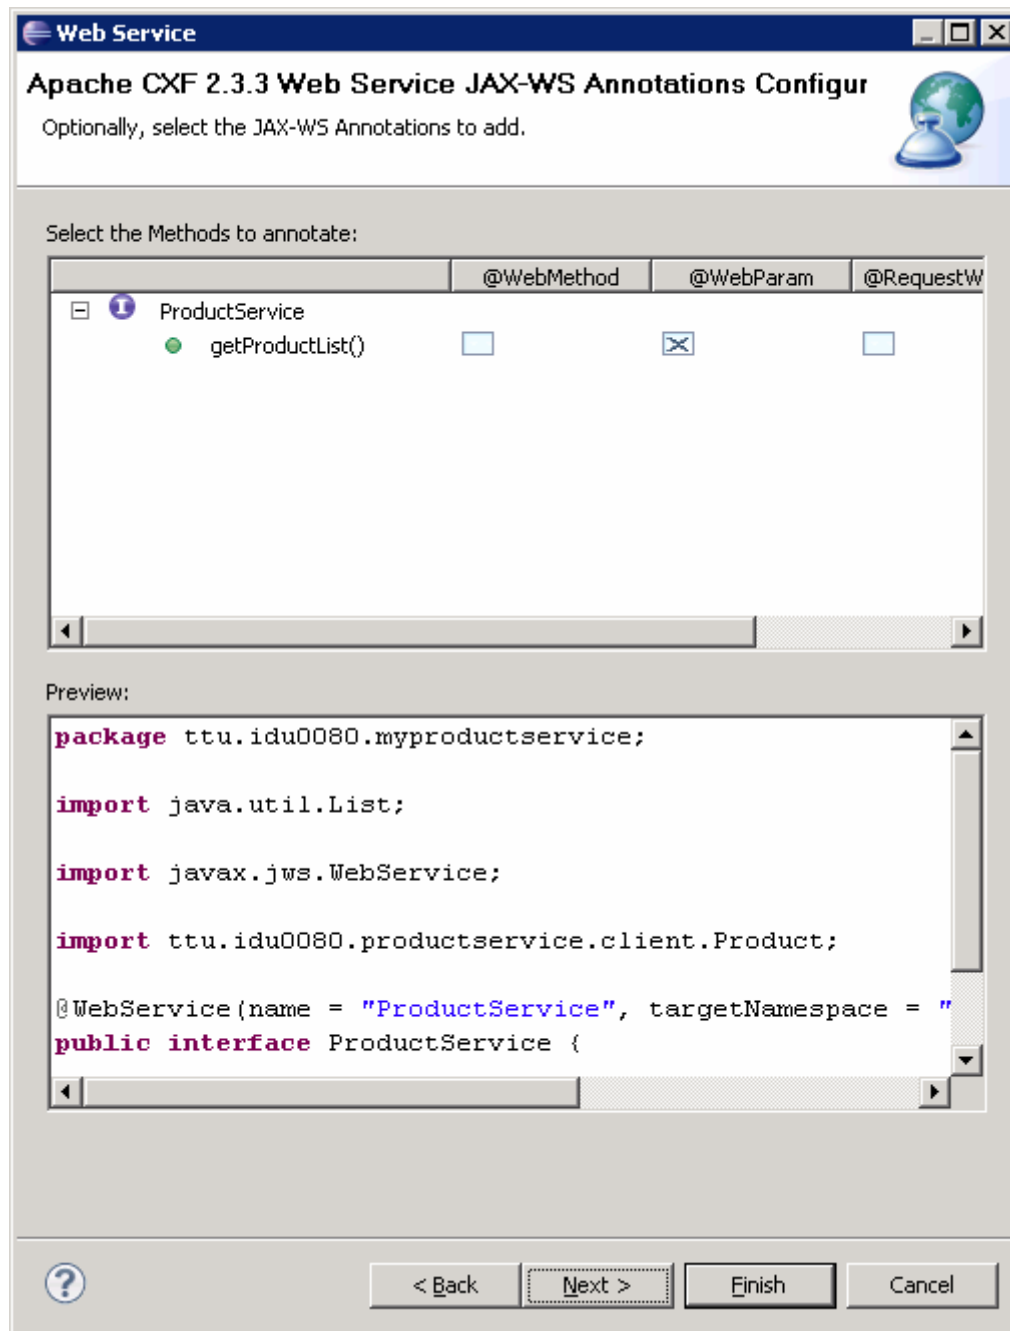 Web Service
Apache CXF 2.3.3 Web Service JAX-WS Annotations Configur
Optionally, select the JAX-WS Annotations to add.
Select the Methods to annotate:
@WebMethod @WebParam @RequestW
ProductService
getProductList()
Preview:
package ttu.idu0080.myproductservice;
import java.util.List;
import javax.jws.WebService;
import ttu.idu0080.productservice.client.Product;
@WebService(name = "ProductService", targetNamespace = "
public interface ProductService {
< Back Next > Finish Cancel